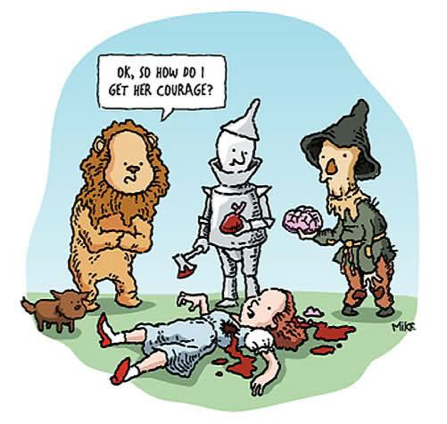 OK, SO HOW DO I
GET HER COURAGE?
MIKE